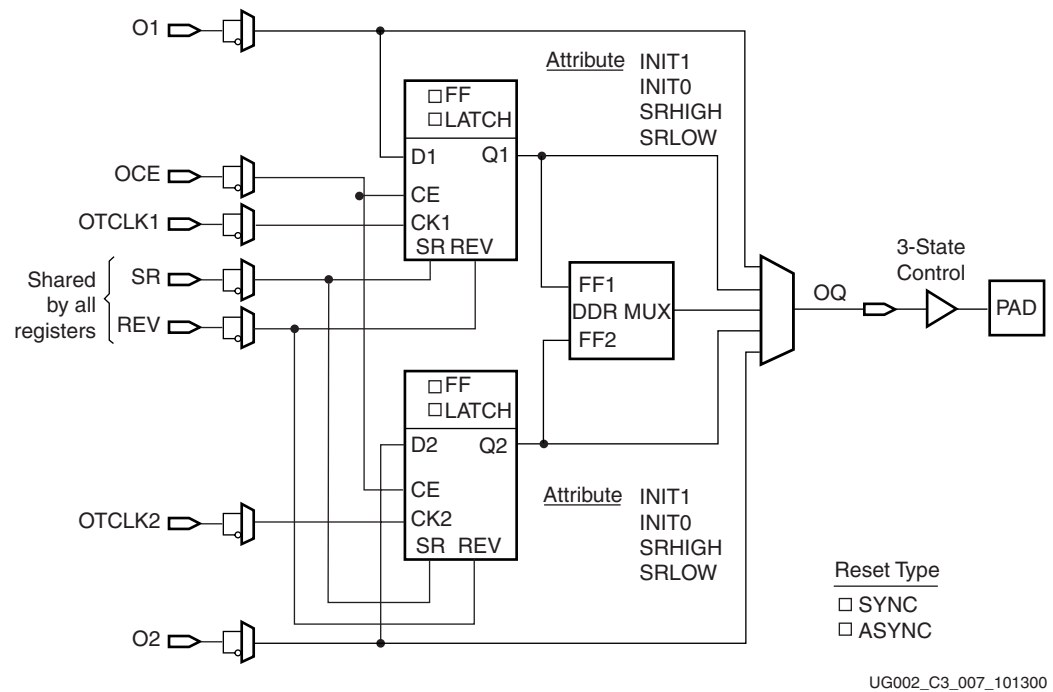 O1
Attribute INIT1
INIT0
SRHIGH
SRLOW
FF
LATCH
D1 Q1
OCE
CE
OTCLK1
CK1
SR REV
Shared
by all
registers
SR
REV
FF1
DDR MUX
FF2
3-State
Control
OQ
PAD
FF
LATCH
D2 Q2
CE
OTCLK2
CK2
SR REV
Attribute INIT1
INIT0
SRHIGH
SRLOW
O2
Reset Type
SYNC
ASYNC
UG002_C3_007_101300